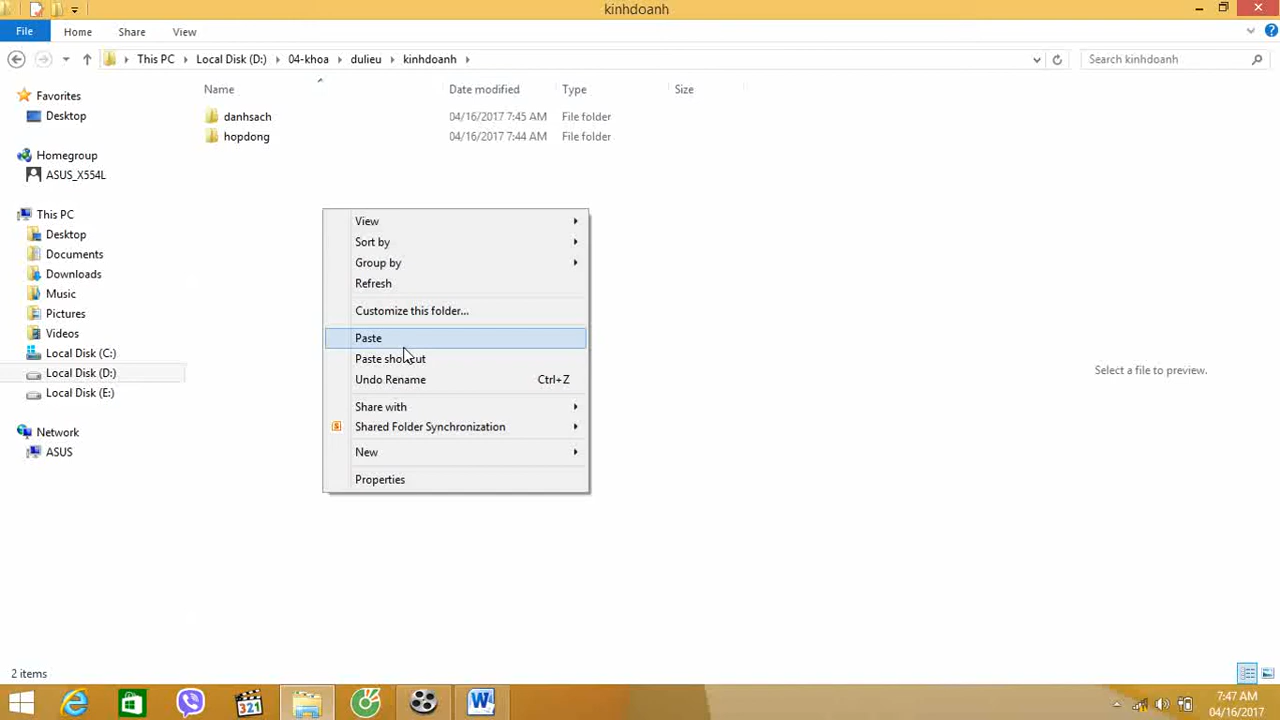 kinhdoanh
File Home Share View
This PC Local Disk (D:) 04-khoa dulieu kinhdoanh Search kinhdoanh
Name Date modified Type Size
Favorites
Desktop
Homegroup
ASUS_X554L
This PC
Desktop
Documents
Downloads
Music
Pictures
Videos
Local Disk (C:)
Local Disk (D:)
Local Disk (E:)
Network
ASUS
danhsach 04/16/2017 7:45 AM File folder
hopdong 04/16/2017 7:44 AM File folder
View
Sort by
Group by
Refresh
Customize this folder...
Paste
Paste shortcut
Undo Rename Ctrl+Z
Share with
Shared Folder Synchronization
New
Properties
Select a file to preview.
2 items
321
7:47 AM
04/16/2017